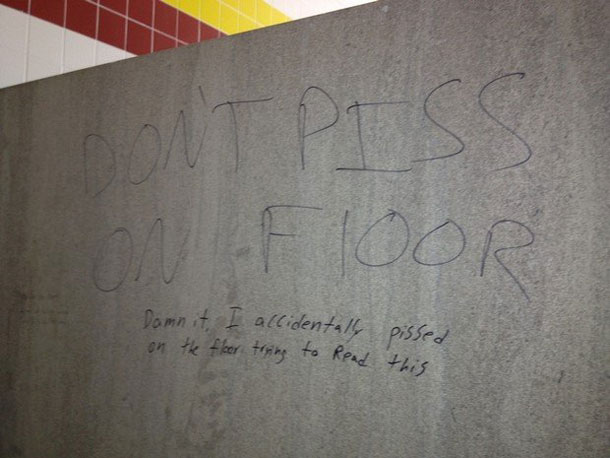 DON'T PISS
ON FlOOR
Damn it, I accidentally pissed
on the floor trying to Read this